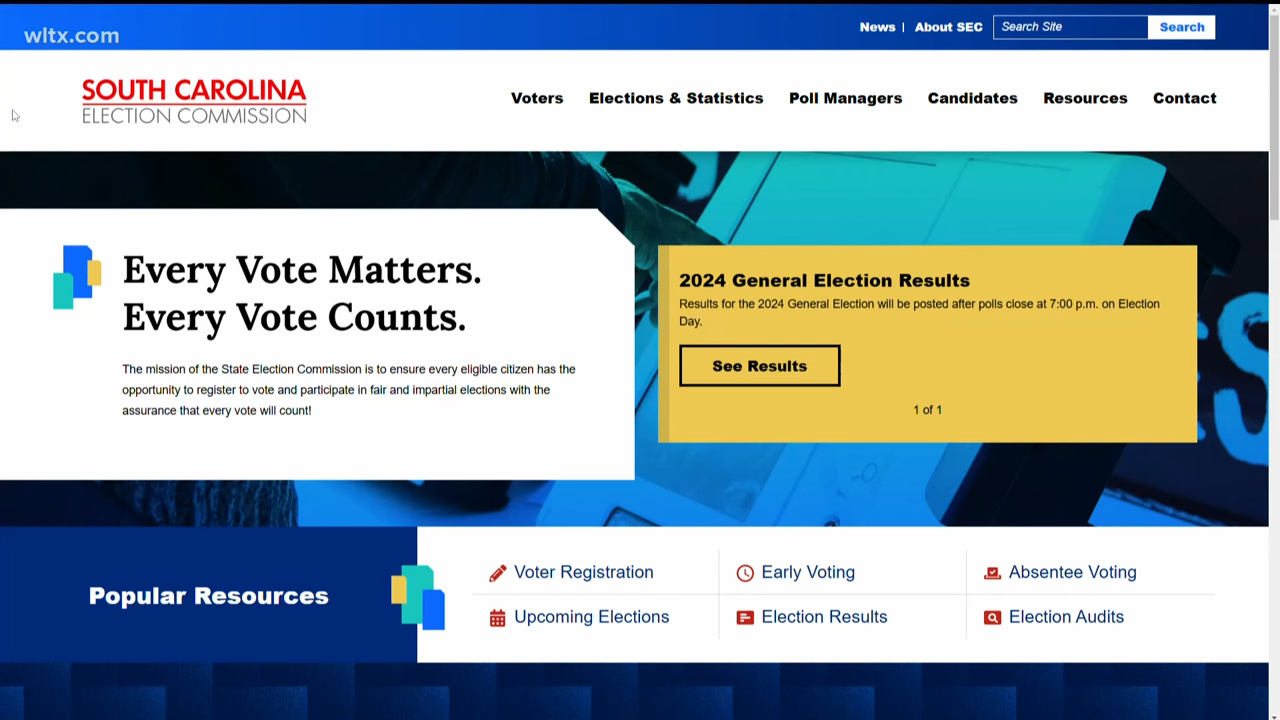 wltx.com
News | About SEC Search Site Search
SOUTH CAROLINA
ELECTION COMMISSION
Voters Elections & Statistics Poll Managers Candidates Resources Contact
Every Vote Matters.
Every Vote Counts.
The mission of the State Election Commission is to ensure every eligible citizen has the
opportunity to register to vote and participate in fair and impartial elections with the
assurance that every vote will count!
2024 General Election Results
Results for the 2024 General Election will be posted after polls close at 7:00 p.m. on Election
Day.
See Results
1 of 1
Popular Resources
Voter Registration Early Voting Absentee Voting
Upcoming Elections Election Results Election Audits